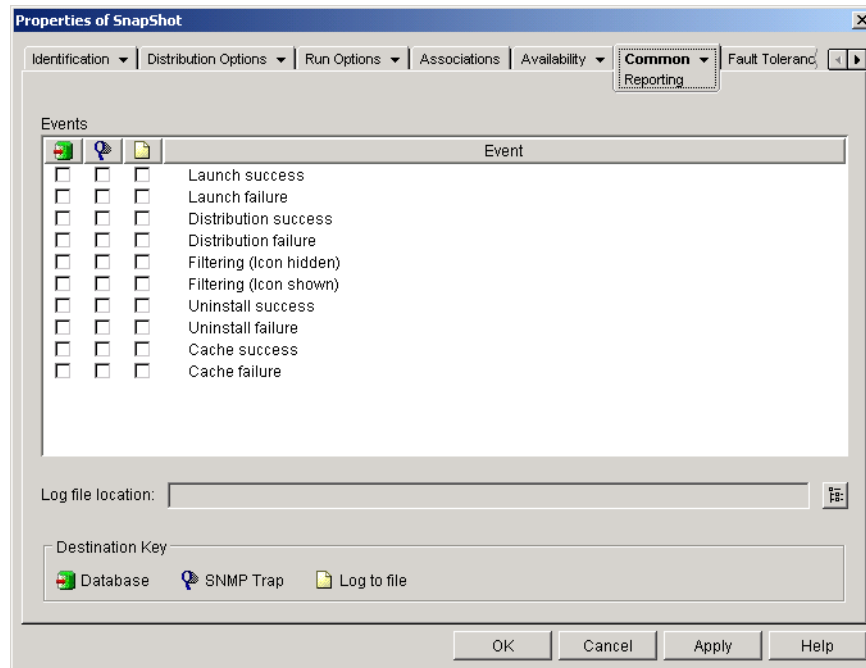 Properties of SnapShot
Identification Distribution Options Run Options Associations Availability Common Fault Toleranc
Reporting
Events
Event
Launch success
Launch failure
Distribution success
Distribution failure
Filtering (Icon hidden)
Filtering (Icon shown)
Uninstall success
Uninstall failure
Cache success
Cache failure
Log file location:
Destination Key
Database SNMP Trap Log to file
OK Cancel Apply Help